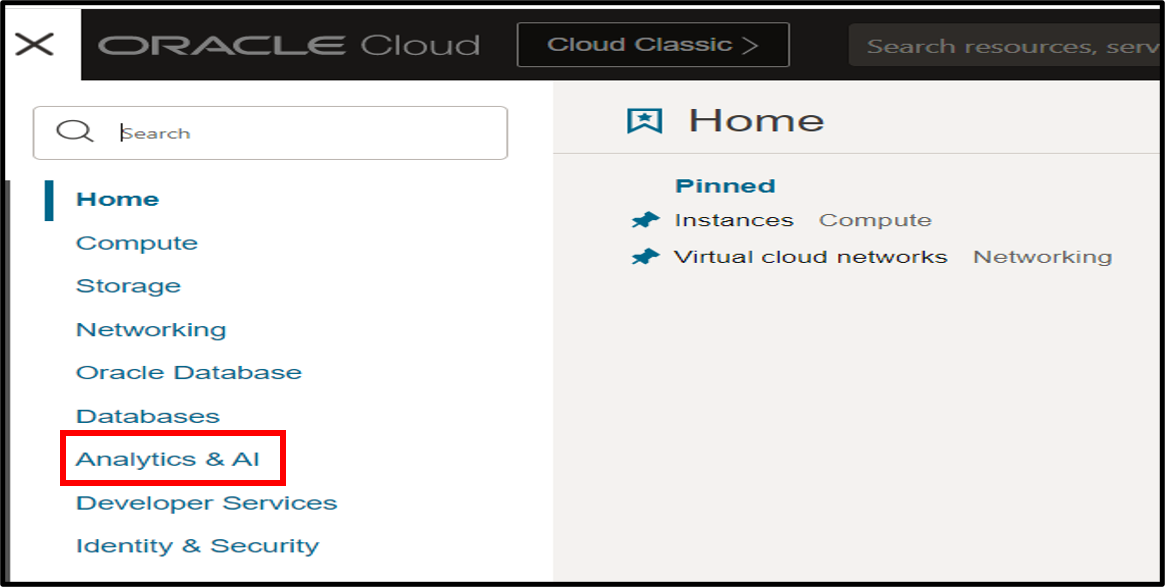 ORACLE Cloud
Cloud Classic >
Search resources, serv
Search
Home
Compute
Storage
Networking
Oracle Database
Databases
Analytics & AI
Developer Services
Identity & Security
Home
Pinned
Instances Compute
Virtual cloud networks Networking